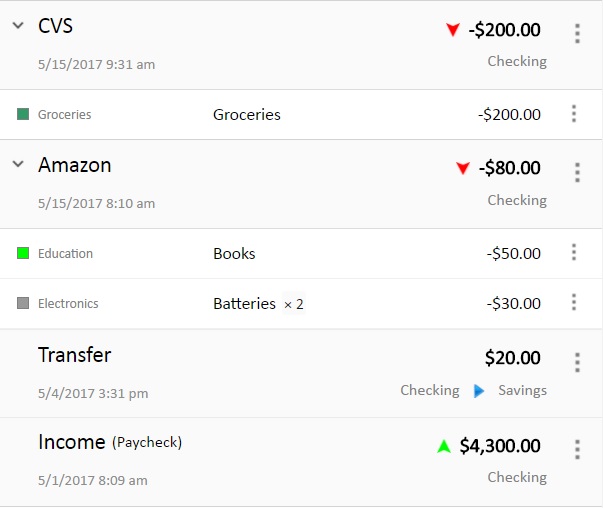 CVS -$200.00
5/15/2017 9:31 am Checking
Groceries Groceries -$200.00
Amazon -$80.00
5/15/2017 8:10 am Checking
Education Books -$50.00
Electronics Batteries × 2 -$30.00
Transfer $20.00
5/4/2017 3:31 pm Checking Savings
Income (Paycheck) $4,300.00
5/1/2017 8:09 am Checking